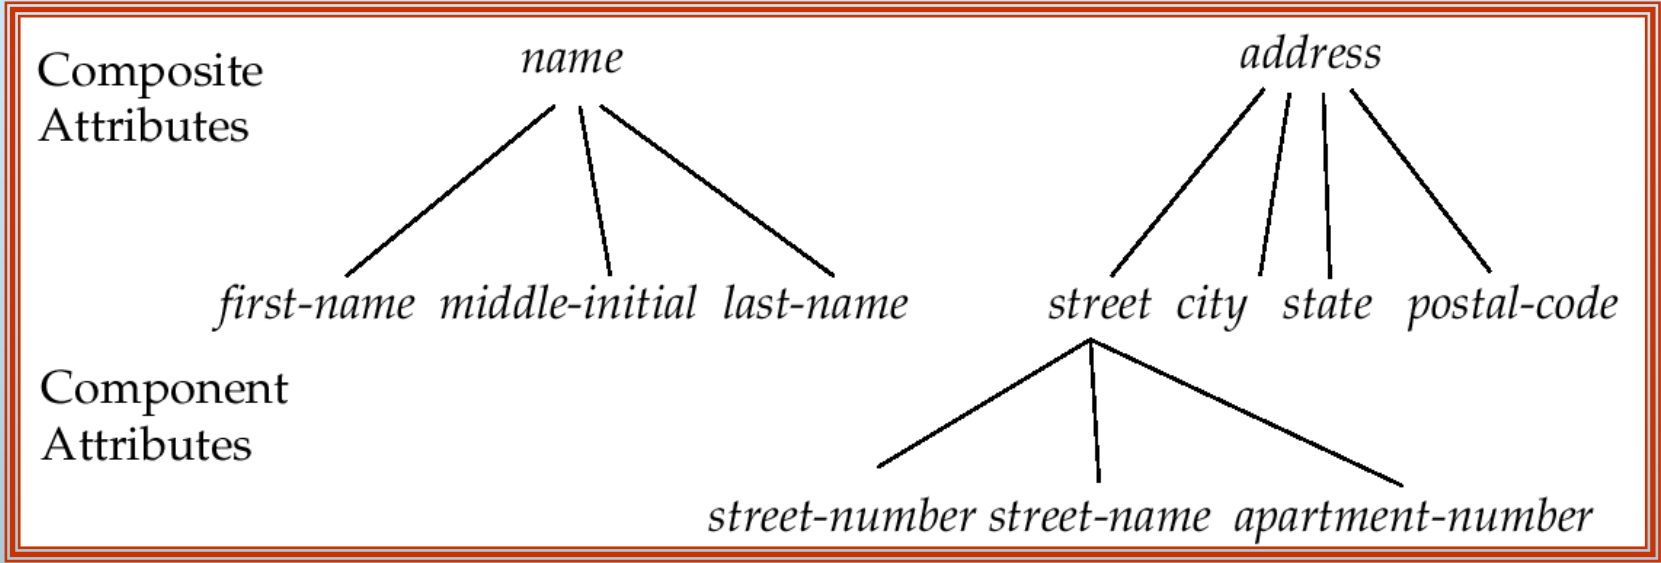 Composite
Attributes
name
address
first-name middle-initial last-name
street city state postal-code
Component
Attributes
street-number street-name apartment-number